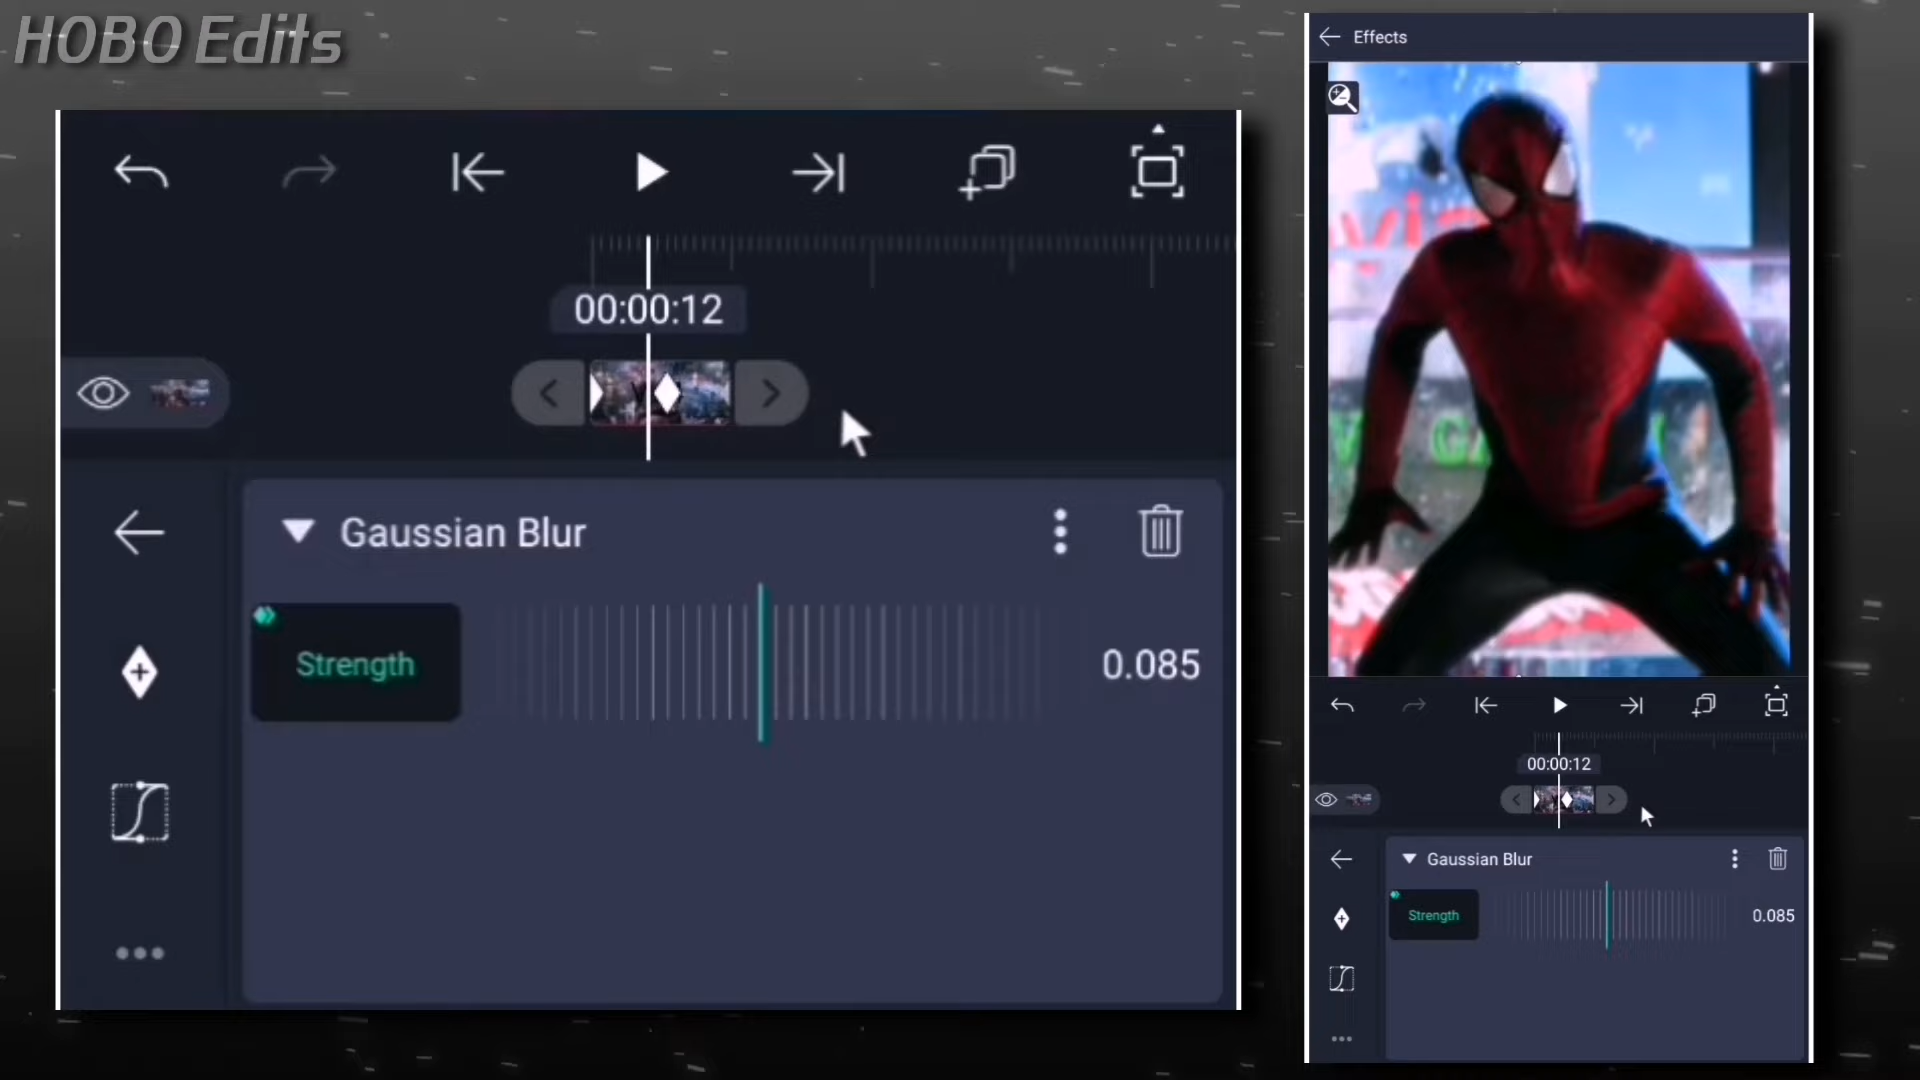 HOBO Edits
00:00:12
Gaussian Blur
Strength
0.085
Effects
00:00:12
Gaussian Blur
Strength
0.085